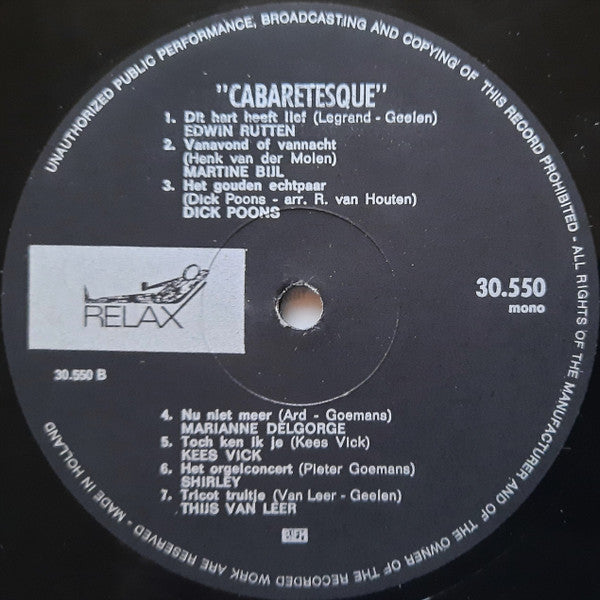 UNAUTHORIZED PUBLIC PERFORMANCE, BROADCASTING AND COPYING OF THIS RECORD PROHIBITED - ALL RIGHTS OF THE MANUFACTURER AND OF THE OWNER OF THE RECORDED WORK ARE RESERVED - MADE IN HOLLAND
"CABARETESQUE"
1. Dit hart heeft lief (Legrand - Geelen)
EDWIN RUTTEN
2. Vanavond of vannacht
(Henk van der Molen)
MARTINE BIJL
3. Het gouden echtpaar
(Dick Poons - arr. R. van Houten)
DICK POONS
RELAX
30.550
mono
30.550 B
4. Nu niet meer (Ard - Goemans)
MARIANNE DELGORGE
5. Toch ken ik je (Kees Vick)
KEES VICK
6. Het orgelconcert (Pieter Goemans)
SHIRLEY
7. Tricot truitje (Van Leer - Geelen)
THIJS VAN LEER
BIEM